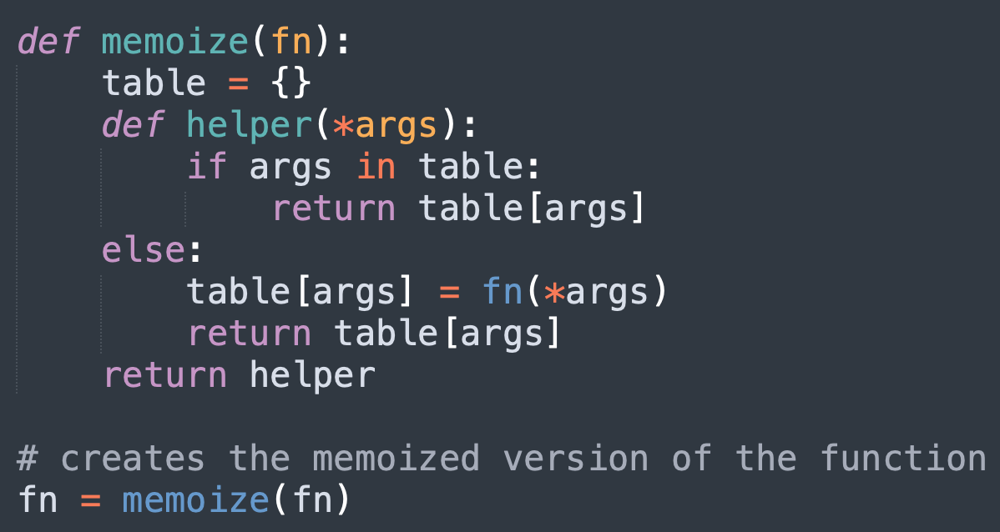 def memoize(fn):
    table = {}
    def helper(*args):
        if args in table:
            return table[args]
    else:
        table[args] = fn(*args)
        return table[args]
    return helper

# creates the memoized version of the function
fn = memoize(fn)